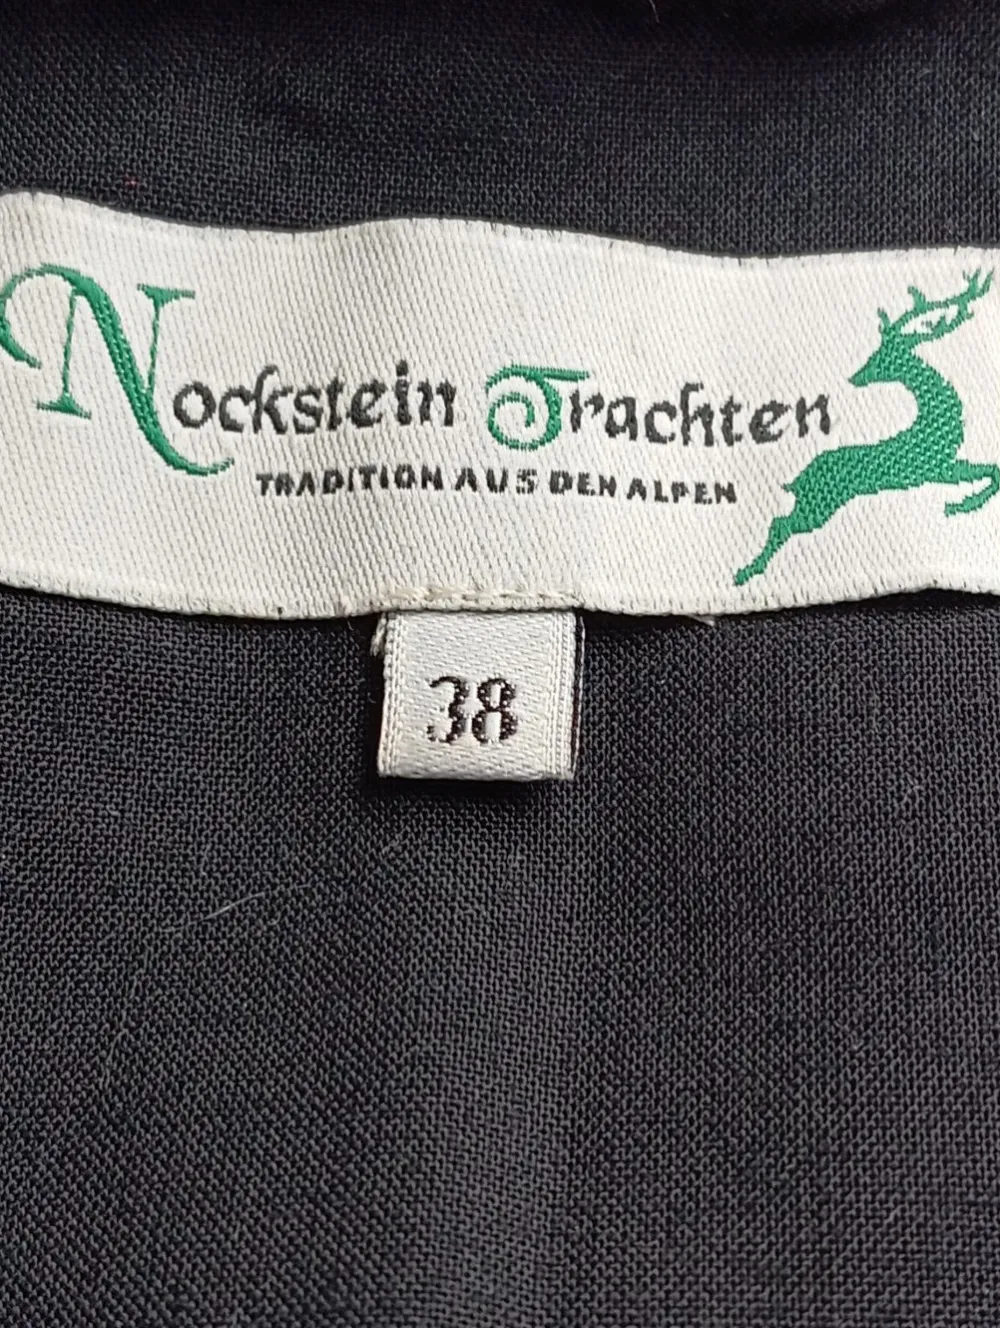 Nockstein Trachten
TRADITION AUS DEN ALPEN
38